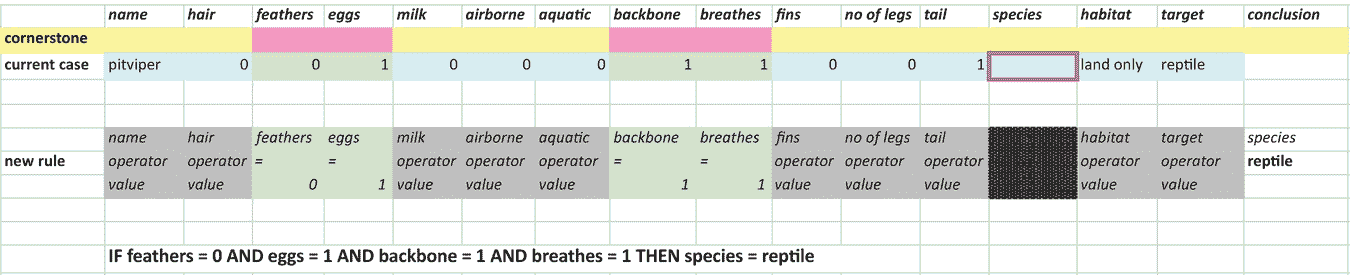 name hair feathers eggs milk airborne aquatic backbone breathes fins no of legs tail species habitat target conclusion
cornerstone
current case pitviper 0 0 1 0 0 0 1 1 0 0 1 land only reptile
name hair feathers eggs milk airborne aquatic backbone breathes fins no of legs tail habitat target species
new rule operator operator = = operator operator operator = = operator operator operator operator operator reptile
value value 0 1 value value value 1 1 value value value value value
IF feathers = 0 AND eggs = 1 AND backbone = 1 AND breathes = 1 THEN species = reptile